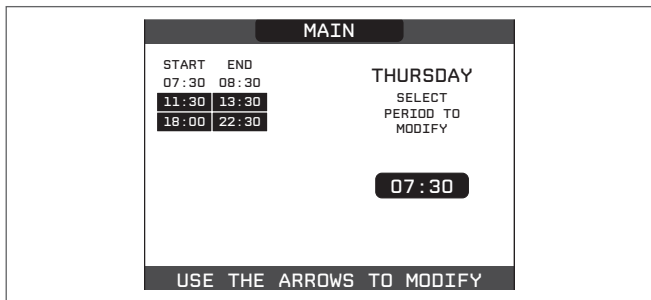 MAIN
START END
07:30 08:30
11:30 13:30
18:00 22:30
THURSDAY
SELECT
PERIOD TO
MODIFY
07:30
USE THE ARROWS TO MODIFY